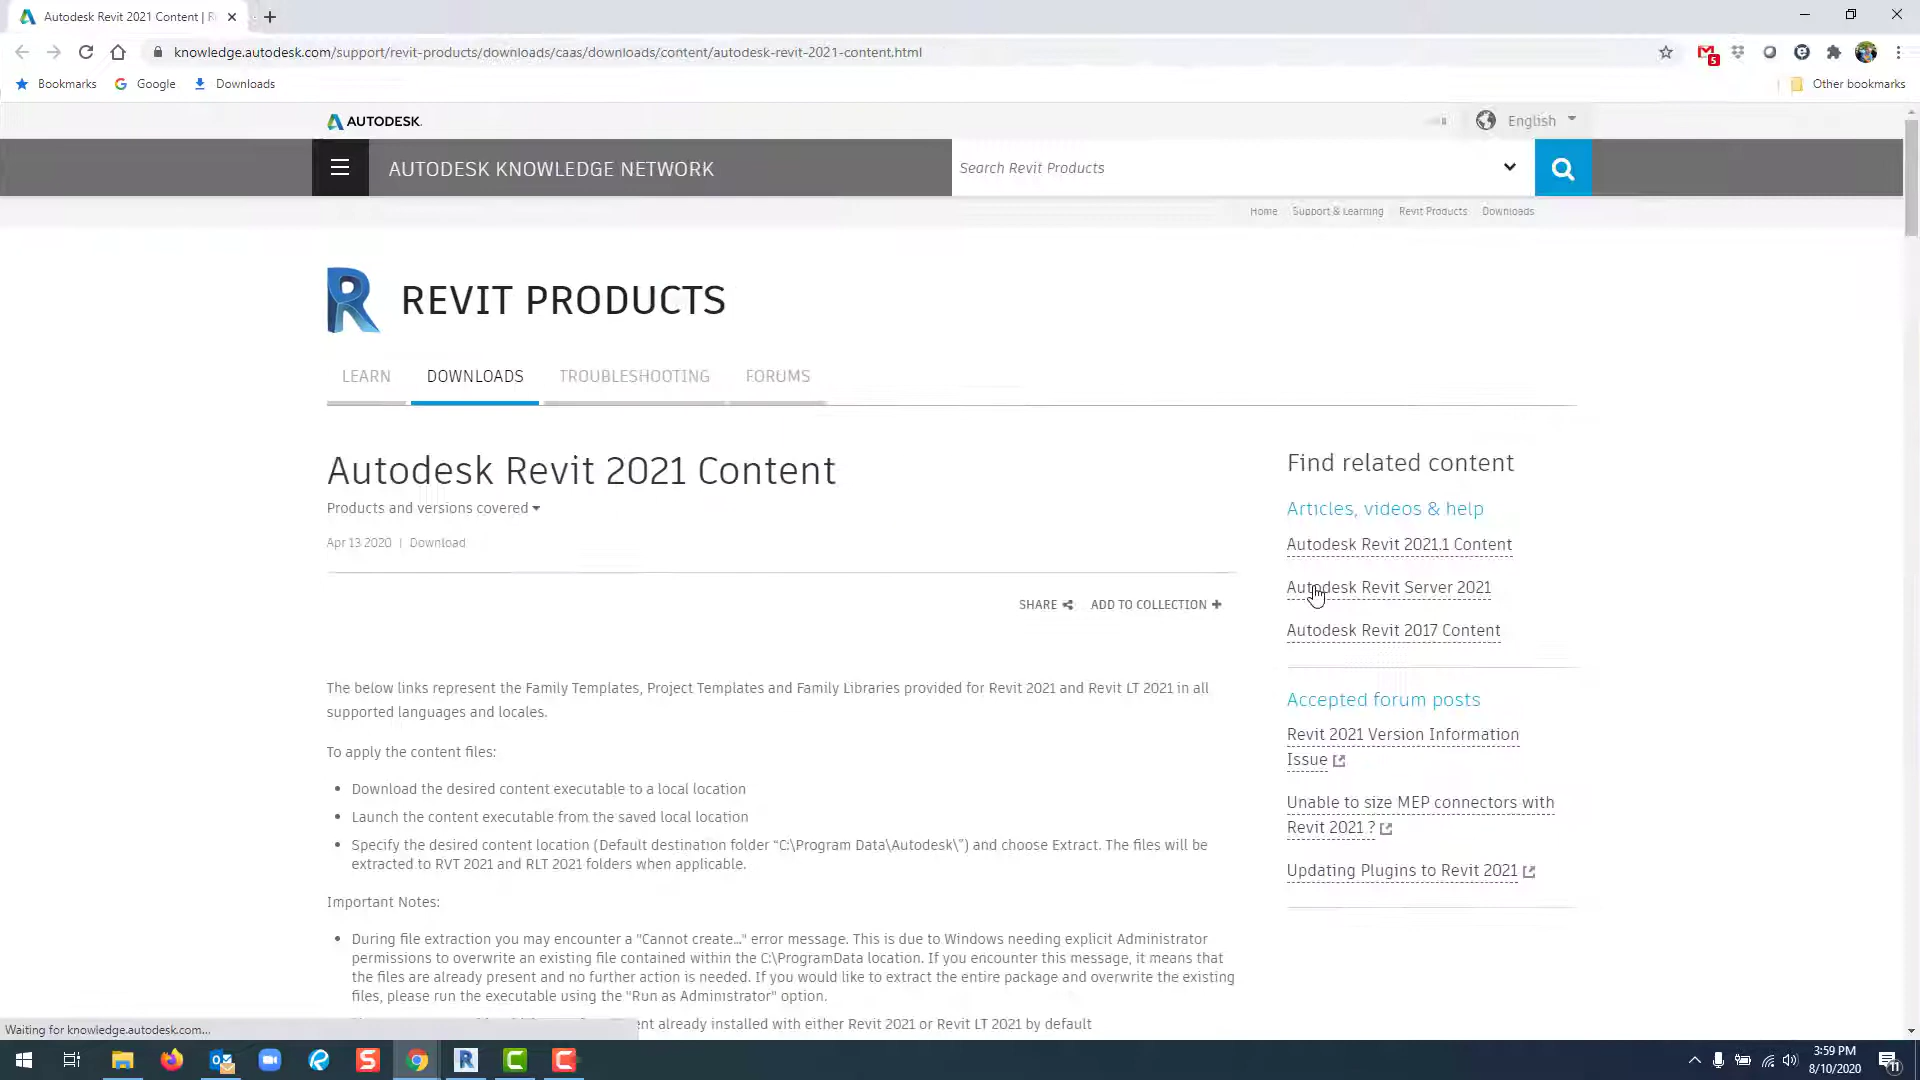 Autodesk Revit 2021 Content | R
knowledge.autodesk.com/support/revit-products/downloads/caas/downloads/content/autodesk-revit-2021-content.html
5
Bookmarks
Google
Downloads
Other bookmarks
AUTODESK.
English
AUTODESK KNOWLEDGE NETWORK
Search Revit Products
Home
Support & Learning
Revit Products
Downloads
REVIT PRODUCTS
LEARN
DOWNLOADS
TROUBLESHOOTING
FORUMS
Autodesk Revit 2021 Content
Products and versions covered
Apr 13 2020 | Download
SHARE
ADD TO COLLECTION +
The below links represent the Family Templates, Project Templates and Family Libraries provided for Revit 2021 and Revit LT 2021 in all
supported languages and locales.
To apply the content files:
• Download the desired content executable to a local location
• Launch the content executable from the saved local location
• Specify the desired content location (Default destination folder “C:\Program Data\Autodesk\”) and choose Extract. The files will be
extracted to RVT 2021 and RLT 2021 folders when applicable.
Important Notes:
• During file extraction you may encounter a "Cannot create..." error message. This is due to Windows needing explicit Administrator
permissions to overwrite an existing file contained within the C:\ProgramData location. If you encounter this message, it means that
the files are already present and no further action is needed. If you would like to extract the entire package and overwrite the existing
files, please run the executable using the "Run as Administrator" option.
already installed with either Revit 2021 or Revit LT 2021 by default
Find related content
Articles, videos & help
Autodesk Revit 2021.1 Content
Autodesk Revit Server 2021
Autodesk Revit 2017 Content
Accepted forum posts
Revit 2021 Version Information
Issue
Unable to size MEP connectors with
Revit 2021 ?
Updating Plugins to Revit 2021
Waiting for knowledge.autodesk.com...
3:59 PM
8/10/2020
11